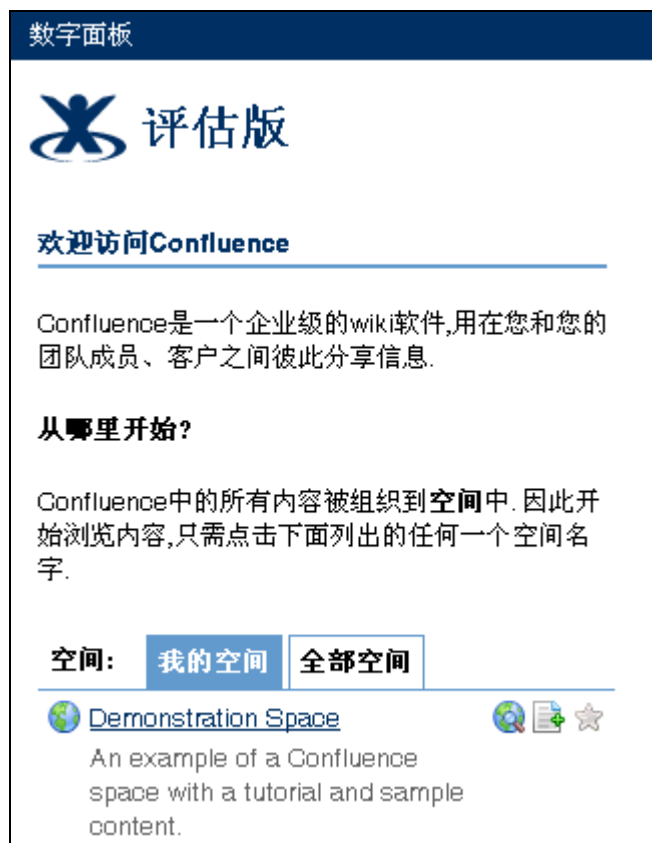 数字面板
评估版
欢迎访问Confluence
Confluence是一个企业级的wiki软件,用在您和您的
团队成员、客户之间彼此分享信息.
从哪里开始?
Confluence中的所有内容被组织到空间中. 因此开
始浏览内容,只需点击下面列出的任何一个空间名
字.
空间: 我的空间 全部空间
Demonstration Space
An example of a Confluence
space with a tutorial and sample
content.